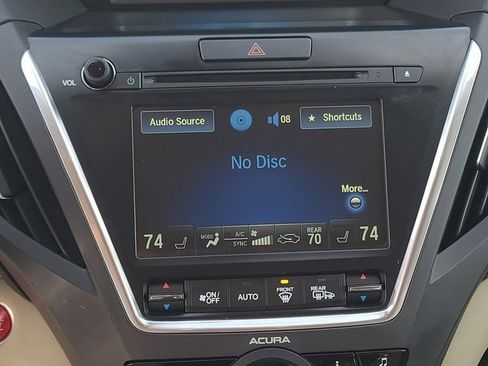 VOL
Audio Source
08
★ Shortcuts
No Disc
More...
74
MODE
A/C
SYNC
REAR
70
74
ON/
OFF
AUTO
FRONT
REAR
ACURA